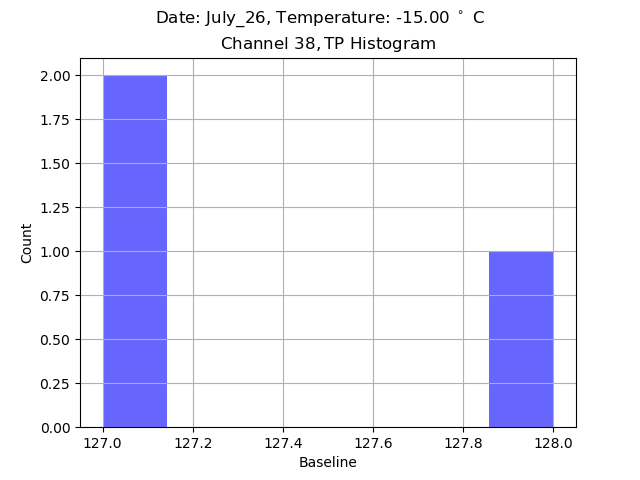 Date: July_26, Temperature: -15.00 ° C
Channel 38, TP Histogram
2.00
1.75
1.50
1.25
1.00
0.75
0.50
0.25
0.00
Count
127.0 127.2 127.4 127.6 127.8 128.0
Baseline